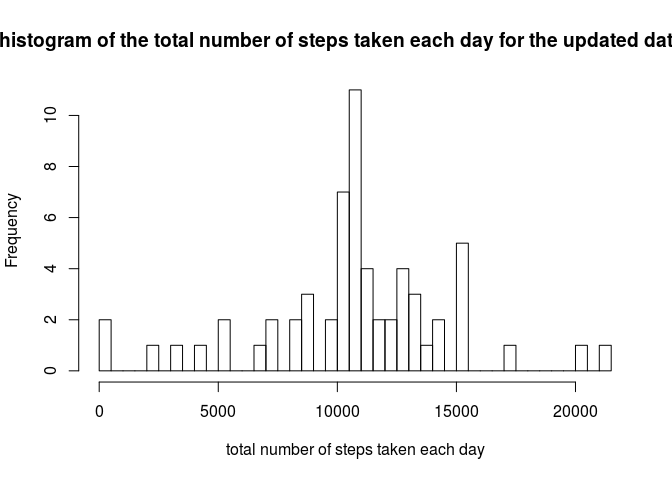 histogram of the total number of steps taken each day for the updated dat
Frequency
10
8
6
4
2
0
0 5000 10000 15000 20000
total number of steps taken each day